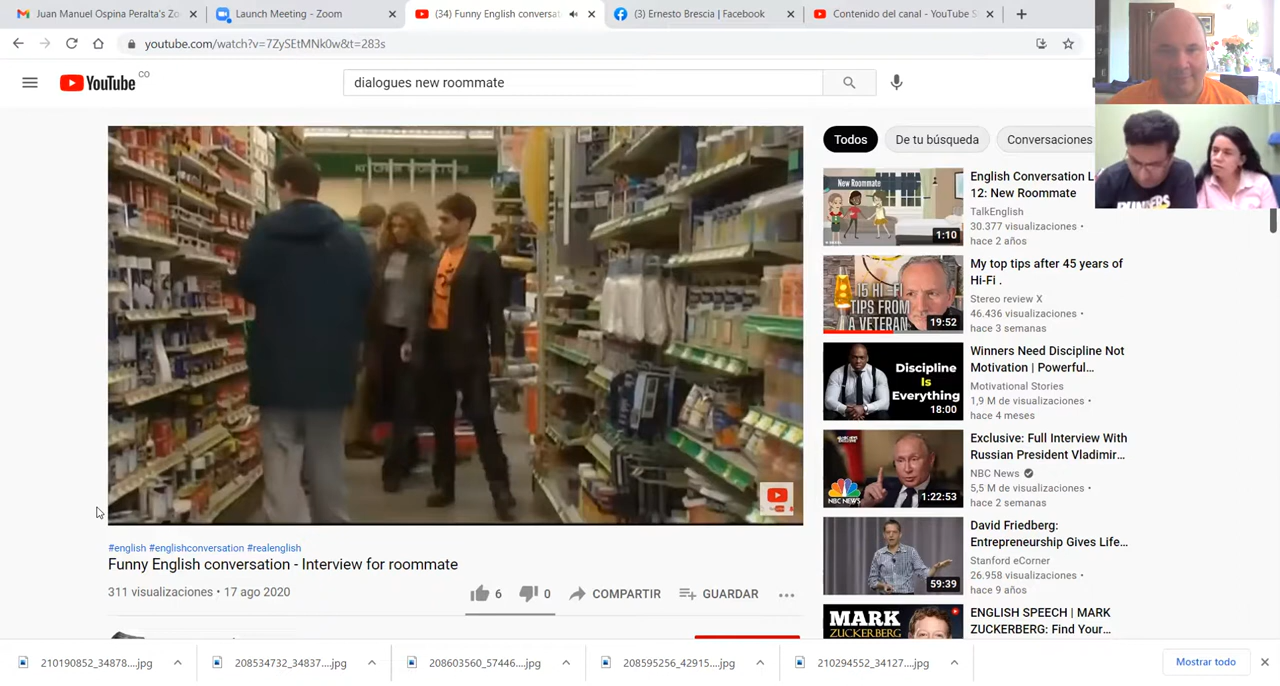 Juan Manuel Ospina Peralta's Zo
Launch Meeting - Zoom
(34) Funny English conversat
(3) Ernesto Brescia | Facebook
Contenido del canal - YouTube S
youtube.com/watch?v=7ZySEtMNk0w&t=283s
YouTube CO
dialogues new roommate
Todos
De tu búsqueda
Conversaciones
New Roommate
1:10
English Conversation L
12: New Roommate
TalkEnglish
30.377 visualizaciones •
hace 2 años
15 HI-FI
TIPS FROM
A VETERAN
19:52
My top tips after 45 years of
Hi-Fi .
Stereo review X
46.436 visualizaciones •
hace 3 semanas
Discipline
Is
Everything
18:00
Winners Need Discipline Not
Motivation | Powerful...
Motivational Stories
1,9 M de visualizaciones •
hace 4 meses
NBC NEWS
1:22:53
Exclusive: Full Interview With
Russian President Vladimir...
NBC News
5,5 M de visualizaciones •
hace 2 semanas
59:39
David Friedberg:
Entrepreneurship Gives Life...
Stanford eCorner
26.958 visualizaciones •
hace 9 años
MARK
ZUCKERBERG
ENGLISH SPEECH | MARK
ZUCKERBERG: Find Your...
#english #englishconversation #realenglish
Funny English conversation - Interview for roommate
311 visualizaciones • 17 ago 2020
6
0
COMPARTIR
GUARDAR
210190852_34878....jpg
208534732_34837....jpg
208603560_57446....jpg
208595256_42915....jpg
210294552_34127....jpg
Mostrar todo